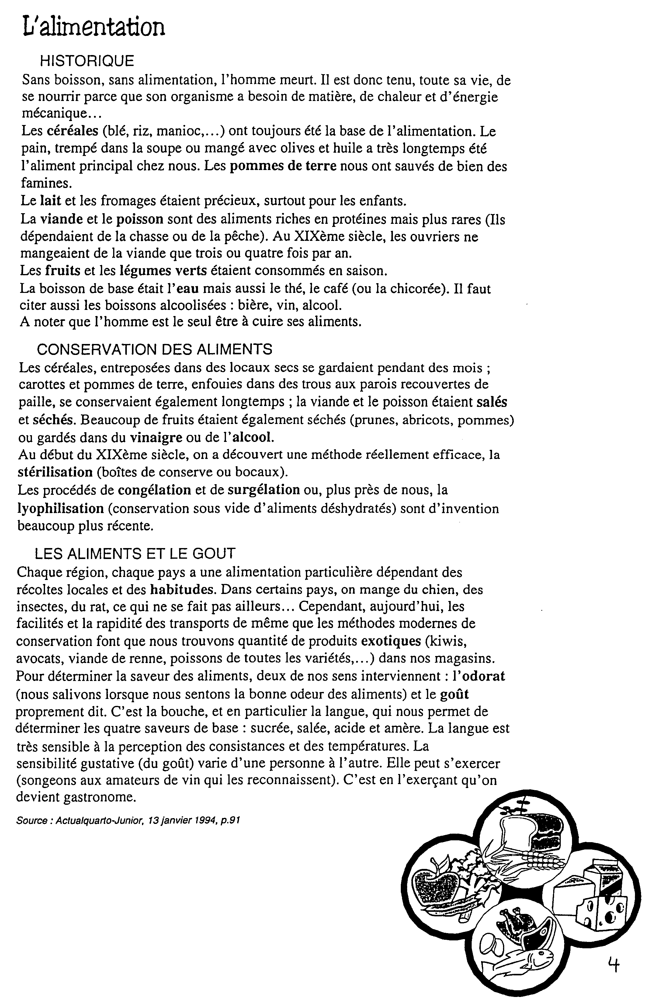 L'alimentation
HISTORIQUE
Sans boisson, sans alimentation, l'homme meurt. Il est donc tenu, toute sa vie, de
se nourrir parce que son organisme a besoin de matière, de chaleur et d'énergie
mécanique...
Les céréales (blé, riz, manioc,...) ont toujours été la base de l'alimentation. Le
pain, trempé dans la soupe ou mangé avec olives et huile a très longtemps été
l'aliment principal chez nous. Les pommes de terre nous ont sauvés de bien des
famines.
Le lait et les fromages étaient précieux, surtout pour les enfants.
La viande et le poisson sont des aliments riches en protéines mais plus rares (Ils
dépendaient de la chasse ou de la pêche). Au XIXème siècle, les ouvriers ne
mangeaient de la viande que trois ou quatre fois par an.
Les fruits et les légumes verts étaient consommés en saison.
La boisson de base était l'eau mais aussi le thé, le café (ou la chicorée). Il faut
citer aussi les boissons alcoolisées : bière, vin, alcool.
A noter que l'homme est le seul être à cuire ses aliments.
CONSERVATION DES ALIMENTS
Les céréales, entreposées dans des locaux secs se gardaient pendant des mois ;
carottes et pommes de terre, enfouies dans des trous aux parois recouvertes de
paille, se conservaient également longtemps ; la viande et le poisson étaient salés
et séchés. Beaucoup de fruits étaient également séchés (prunes, abricots, pommes)
ou gardés dans du vinaigre ou de l'alcool.
Au début du XIXème siècle, on a découvert une méthode réellement efficace, la
stérilisation (boîtes de conserve ou bocaux).
Les procédés de congélation et de surgélation ou, plus près de nous, la
lyophilisation (conservation sous vide d'aliments déshydratés) sont d'invention
beaucoup plus récente.
LES ALIMENTS ET LE GOUT
Chaque région, chaque pays a une alimentation particulière dépendant des
récoltes locales et des habitudes. Dans certains pays, on mange du chien, des
insectes, du rat, ce qui ne se fait pas ailleurs... Cependant, aujourd'hui, les
facilités et la rapidité des transports de même que les méthodes modernes de
conservation font que nous trouvons quantité de produits exotiques (kiwis,
avocats, viande de renne, poissons de toutes les variétés,...) dans nos magasins.
Pour déterminer la saveur des aliments, deux de nos sens interviennent : l'odorat
(nous salivons lorsque nous sentons la bonne odeur des aliments) et le goût
proprement dit. C'est la bouche, et en particulier la langue, qui nous permet de
déterminer les quatre saveurs de base : sucrée, salée, acide et amère. La langue est
très sensible à la perception des consistances et des températures. La
sensibilité gustative (du goût) varie d'une personne à l'autre. Elle peut s'exercer
(songeons aux amateurs de vin qui les reconnaissent). C'est en l'exerçant qu'on
devient gastronome.
Source : Actualquarto-Junior, 13 janvier 1994, p.91
4